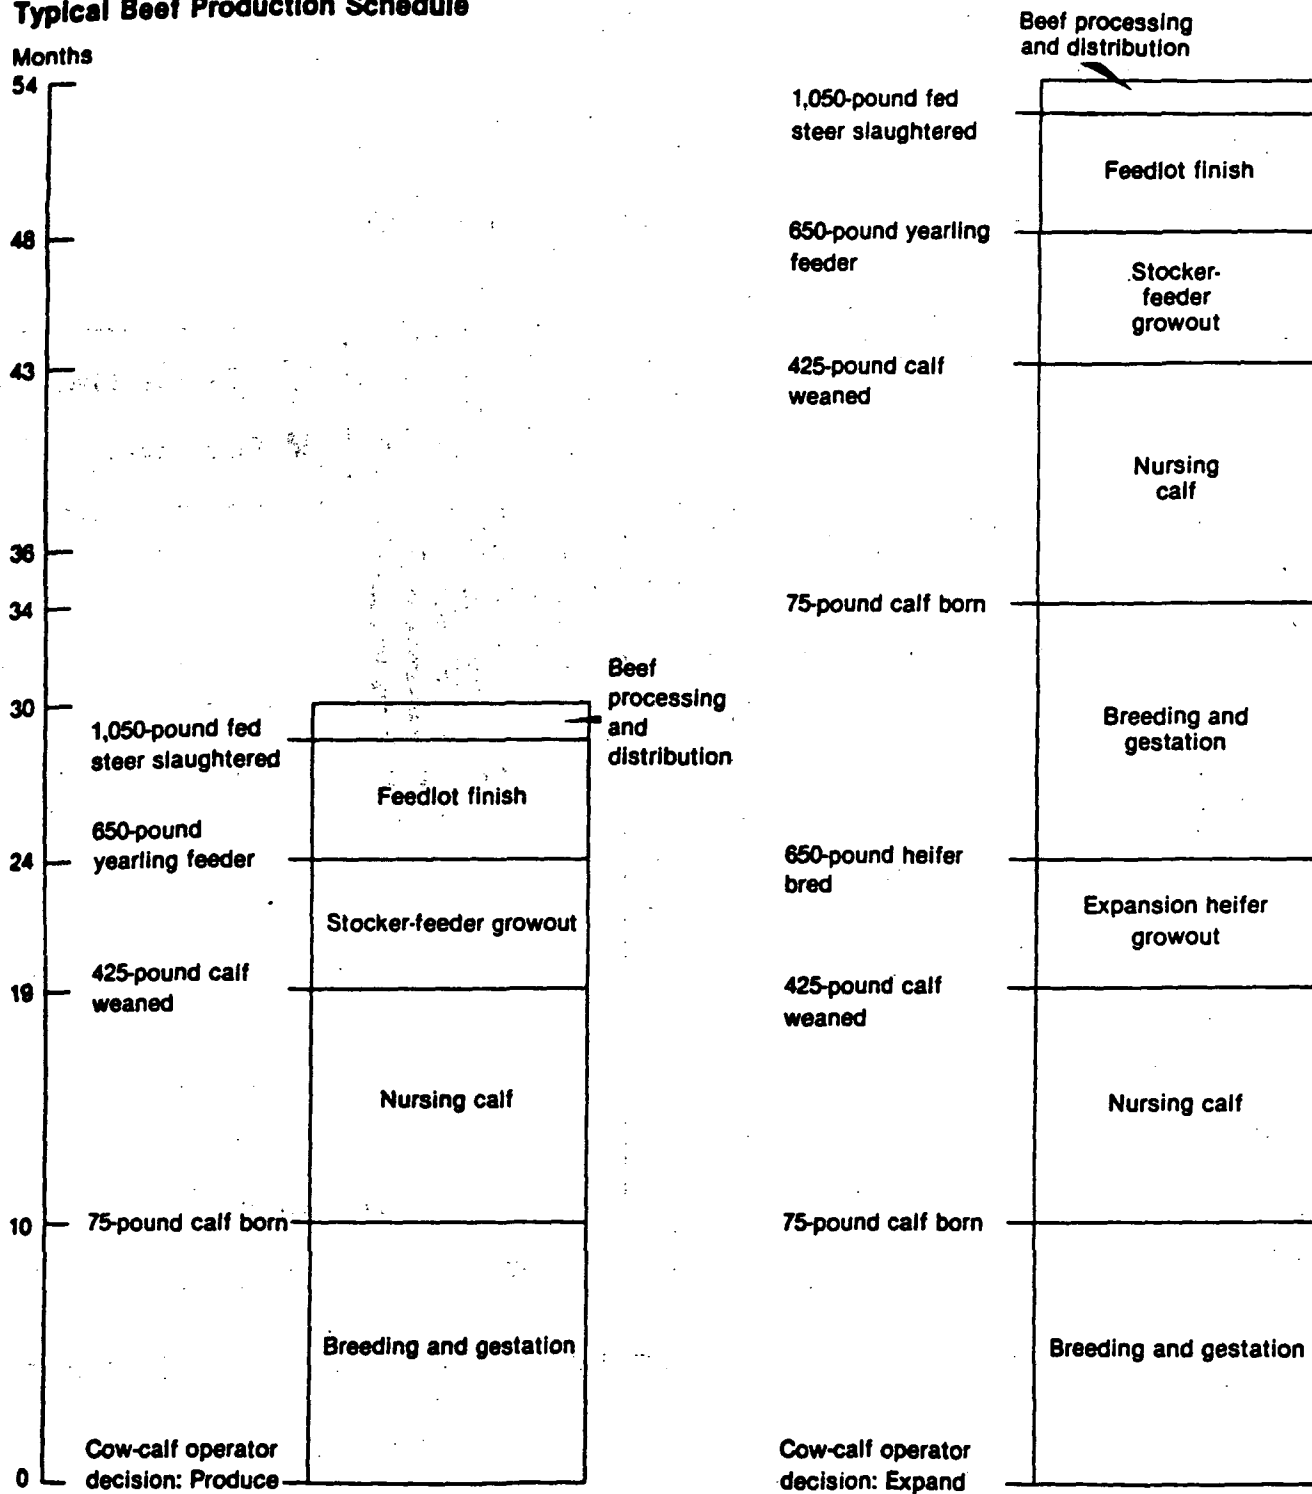 Typical Beef Production Schedule
Months
54
48
43
36
34
30
24
19
10
0
1,050-pound fed
steer slaughtered
650-pound
yearling feeder
425-pound calf
weaned
75-pound calf born
Cow-calf operator
decision: Produce
Beef
processing
and
distribution
Feedlot finish
Stocker-feeder growout
Nursing calf
Breeding and gestation
Beef processing
and distribution
1,050-pound fed
steer slaughtered
Feedlot finish
650-pound yearling
feeder
Stocker-
feeder
growout
425-pound calf
weaned
Nursing
calf
75-pound calf born
Breeding and
gestation
650-pound heifer
bred
Expansion heifer
growout
425-pound calf
weaned
Nursing calf
75-pound calf born
Breeding and gestation
Cow-calf operator
decision: Expand